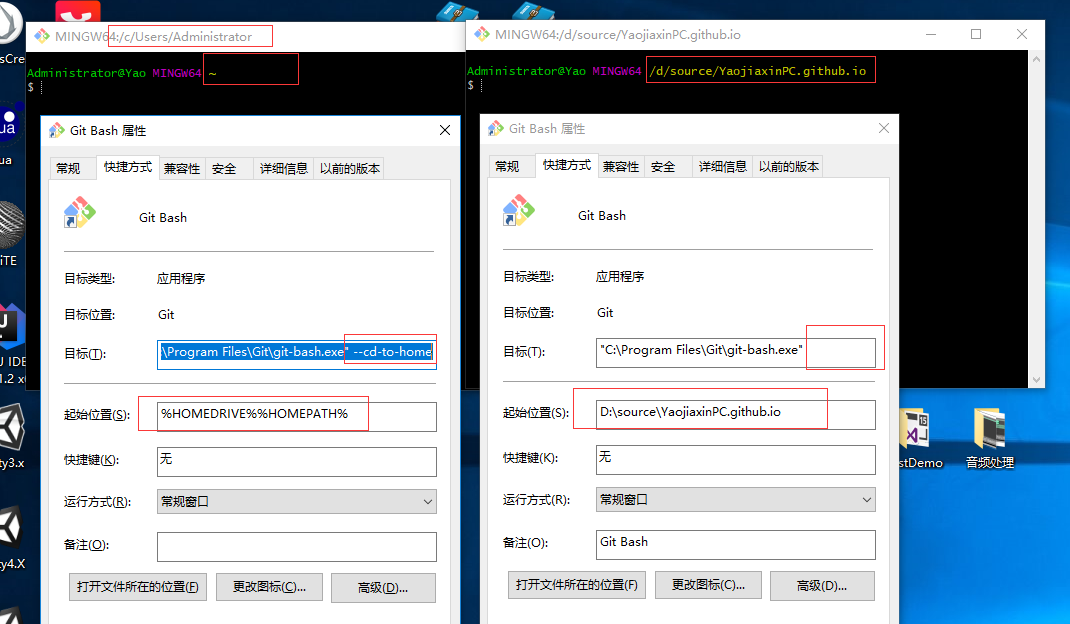 MINGW64:/c/Users/Administrator
Administrator@Yao MINGW64 ~
$
Git Bash 属性
常规 快捷方式 兼容性 安全 详细信息 以前的版本
Git Bash
目标类型: 应用程序
目标位置: Git
目标(T): \Program Files\Git\git-bash.exe" --cd-to-home
起始位置(S): %HOMEDRIVE%%HOMEPATH%
快捷键(K): 无
运行方式(R): 常规窗口
备注(O):
打开文件所在的位置(F) 更改图标(C)... 高级(D)...
MINGW64:/d/source/YaojiaxinPC.github.io
Administrator@Yao MINGW64 /d/source/YaojiaxinPC.github.io
$
Git Bash 属性
常规 快捷方式 兼容性 安全 详细信息 以前的版本
Git Bash
目标类型: 应用程序
目标位置: Git
目标(T): "C:\Program Files\Git\git-bash.exe"
起始位置(S): D:\source\YaojiaxinPC.github.io
快捷键(K): 无
运行方式(R): 常规窗口
备注(O): Git Bash
打开文件所在的位置(F) 更改图标(C)... 高级(D)...
sCre
ua
ua
iTE
J
U IDE
1.2 x
ty3.x
ty4.X
stDemo
音频处理